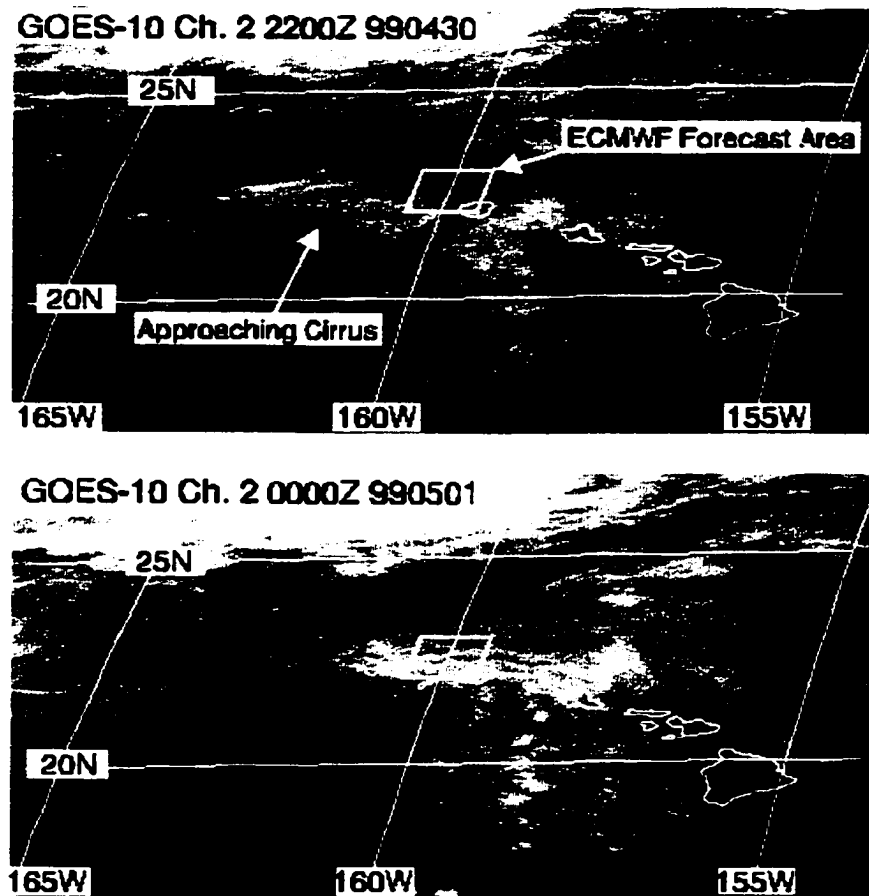 GOES-10 Ch. 2 2200Z 990430
25N
ECMWF Forecast Area
20N
Approaching Cirrus
165W 160W 155W
GOES-10 Ch. 2 0000Z 990501
25N
20N
165W 160W 155W